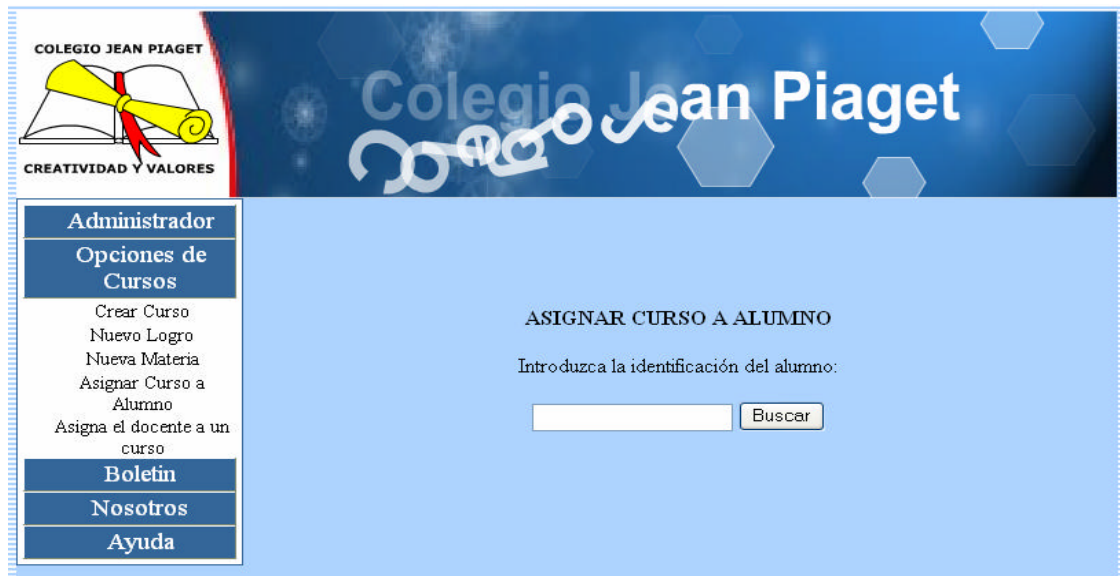 COLEGIO JEAN PIAGET
CREATIVIDAD Y VALORES
Colegio Jean Piaget
Colegio
Administrador
Opciones de
Cursos
Crear Curso
Nuevo Logro
Nueva Materia
Asignar Curso a
Alumno
Asigna el docente a un
curso
Boletin
Nosotros
Ayuda
ASIGNAR CURSO A ALUMNO
Introduzca la identificación del alumno:
Buscar